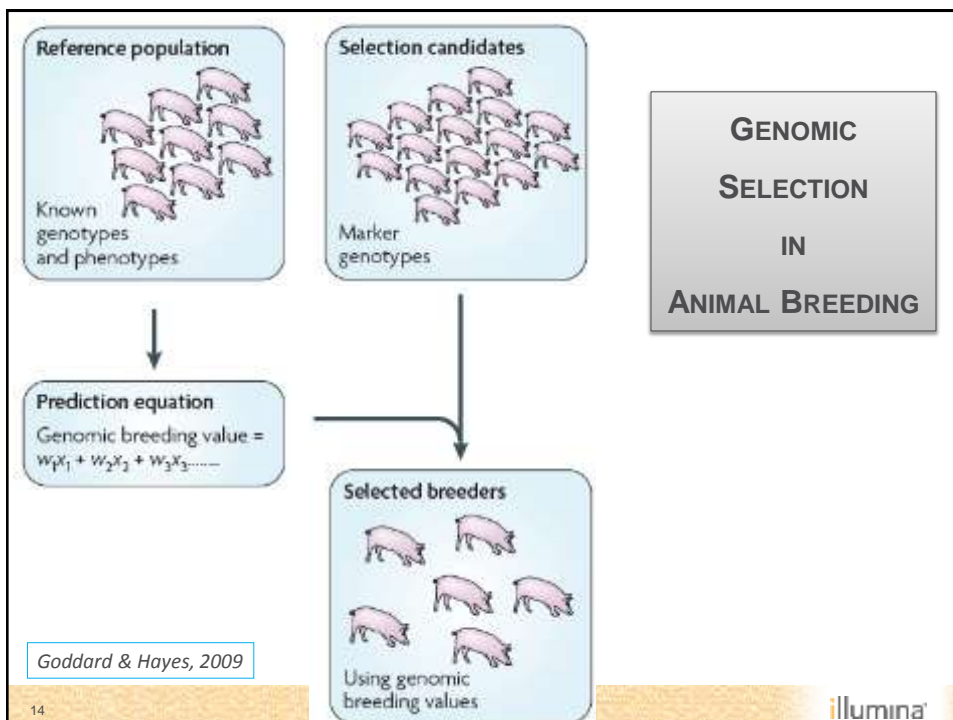 Reference population
Known
genotypes
and phenotypes
Selection candidates
Marker
genotypes
GENOMIC
SELECTION
IN
ANIMAL BREEDING
Prediction equation
Genomic breeding value =
w₁x₁ + w₂x₂ + w₃x₃.......
Selected breeders
Using genomic
breeding values
Goddard & Hayes, 2009
14
illumina